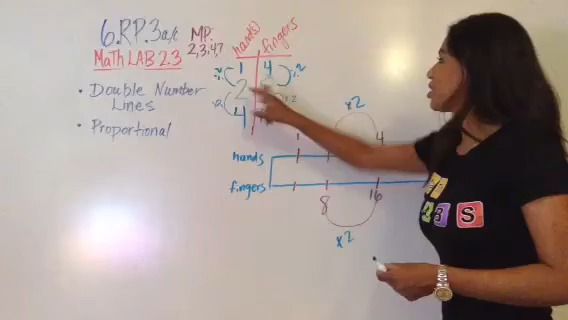 6.RP.3a/c
MP:
2,3,4,7
MATH LAB 2.3
• Double Number
Lines
• Proportional
hands
fingers
1 4
2
4
x2
x2
1
4
hands
fingers
8
16
x2
B S